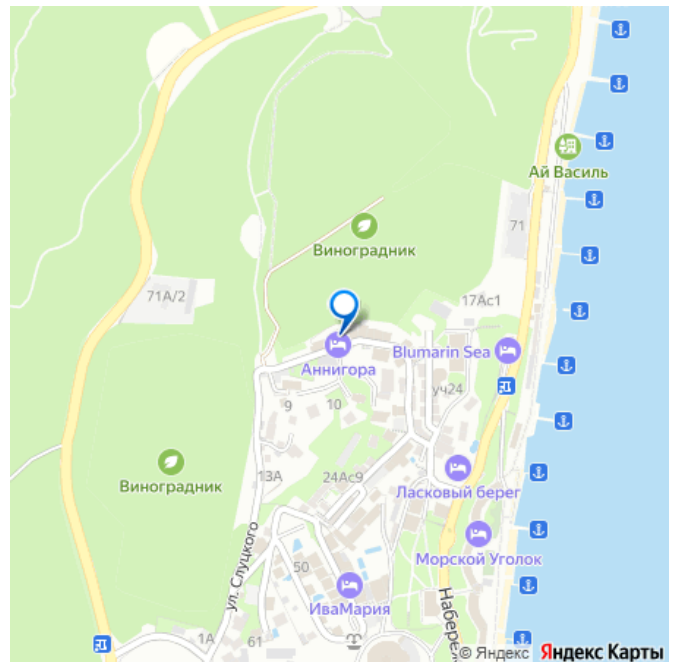 Ай Василь
71
Виноградник
71А/2
17Ас1
Blumarin Sea
Аннигора
уч24
9
10
Виноградник
13А
24Ас9
Ласковый берег
ул. Слуцкого
Морской Уголок
50
ИваМария
Наберe
1А
61
© Яндекс Яндекс Карты